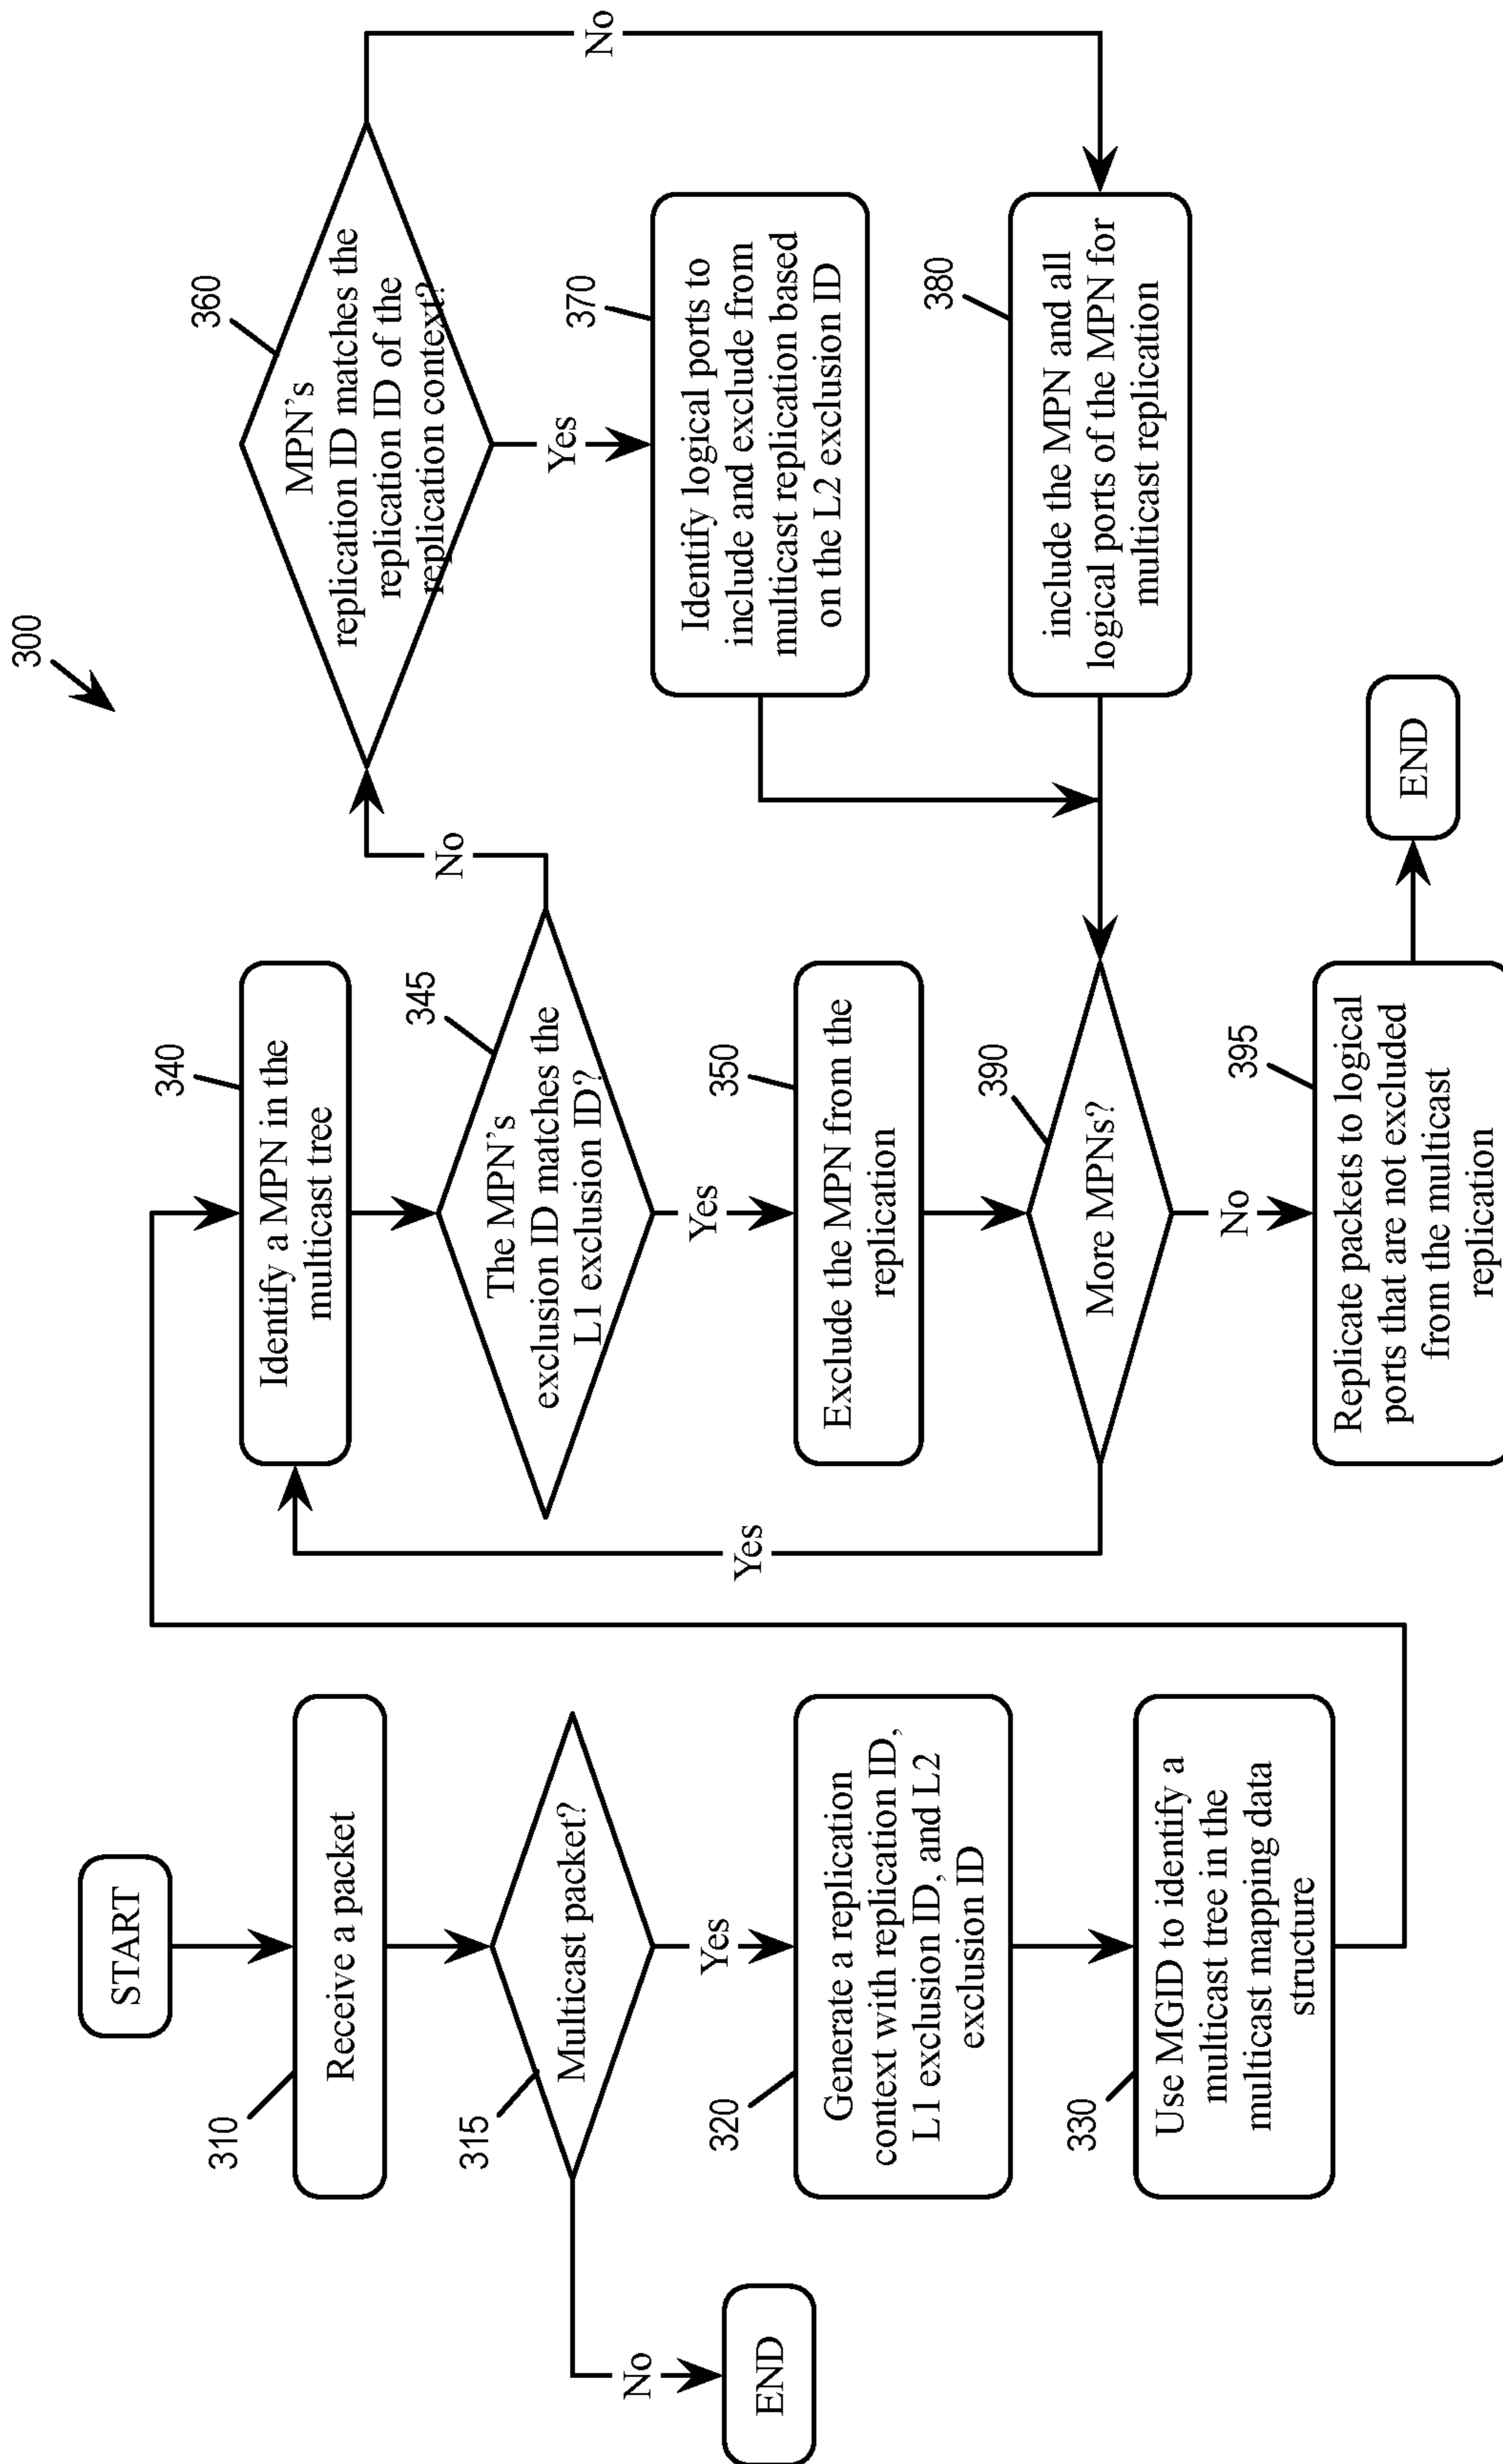 300
START
310
Receive a packet
315
Multicast packet?
No
END
Yes
320
Generate a replication
context with replication ID,
L1 exclusion ID, and L2
exclusion ID
330
Use MGID to identify a
multicast tree in the
multicast mapping data
structure
340
Identify a MPN in the
multicast tree
345
The MPN's
exclusion ID matches the
L1 exclusion ID?
No
Yes
350
Exclude the MPN from the
replication
390
More MPNs?
Yes
No
395
Replicate packets to logical
ports that are not excluded
from the multicast
replication
END
360
MPN's
replication ID matches the
replication ID of the
replication context?
No
Yes
370
Identify logical ports to
include and exclude from
multicast replication based
on the L2 exclusion ID
380
include the MPN and all
logical ports of the MPN for
multicast replication